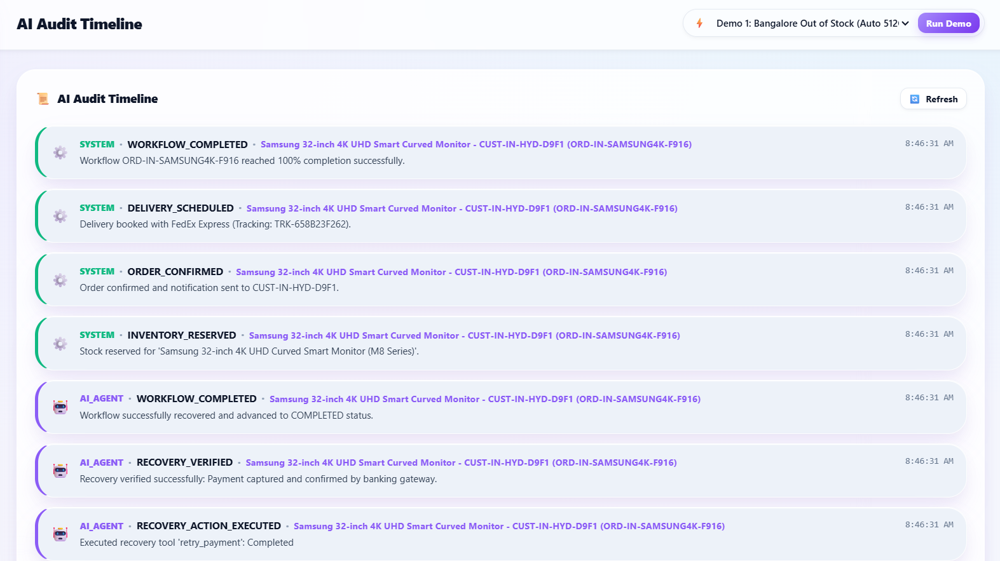 AI Audit Timeline
Demo 1: Bangalore Out of Stock (Auto 512
Run Demo
AI Audit Timeline
Refresh
SYSTEM • WORKFLOW_COMPLETED • Samsung 32-inch 4K UHD Smart Curved Monitor - CUST-IN-HYD-D9F1 (ORD-IN-SAMSUNG4K-F916)
8:46:31 AM
Workflow ORD-IN-SAMSUNG4K-F916 reached 100% completion successfully.
SYSTEM • DELIVERY_SCHEDULED • Samsung 32-inch 4K UHD Smart Curved Monitor - CUST-IN-HYD-D9F1 (ORD-IN-SAMSUNG4K-F916)
8:46:31 AM
Delivery booked with FedEx Express (Tracking: TRK-658B23F262).
SYSTEM • ORDER_CONFIRMED • Samsung 32-inch 4K UHD Smart Curved Monitor - CUST-IN-HYD-D9F1 (ORD-IN-SAMSUNG4K-F916)
8:46:31 AM
Order confirmed and notification sent to CUST-IN-HYD-D9F1.
SYSTEM • INVENTORY_RESERVED • Samsung 32-inch 4K UHD Smart Curved Monitor - CUST-IN-HYD-D9F1 (ORD-IN-SAMSUNG4K-F916)
8:46:31 AM
Stock reserved for 'Samsung 32-inch 4K UHD Curved Smart Monitor (M8 Series)'.
AI_AGENT • WORKFLOW_COMPLETED • Samsung 32-inch 4K UHD Smart Curved Monitor - CUST-IN-HYD-D9F1 (ORD-IN-SAMSUNG4K-F916)
8:46:31 AM
Workflow successfully recovered and advanced to COMPLETED status.
AI_AGENT • RECOVERY_VERIFIED • Samsung 32-inch 4K UHD Smart Curved Monitor - CUST-IN-HYD-D9F1 (ORD-IN-SAMSUNG4K-F916)
8:46:31 AM
Recovery verified successfully: Payment captured and confirmed by banking gateway.
AI_AGENT • RECOVERY_ACTION_EXECUTED • Samsung 32-inch 4K UHD Smart Curved Monitor - CUST-IN-HYD-D9F1 (ORD-IN-SAMSUNG4K-F916)
8:46:31 AM
Executed recovery tool 'retry_payment': Completed